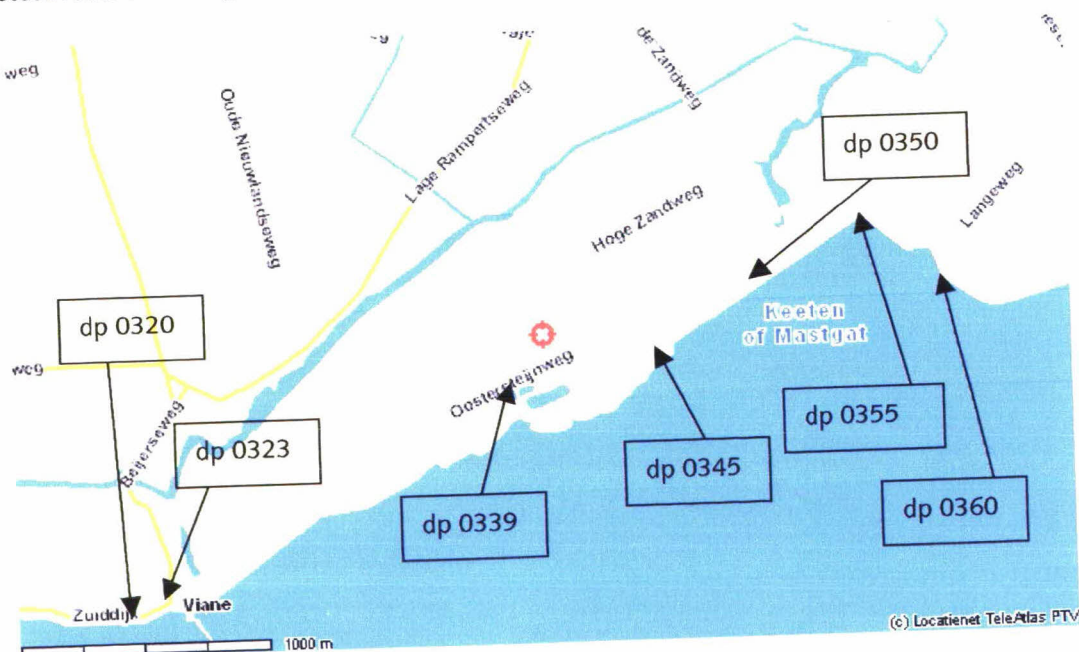 weg
Oude Nieuwlandseweg
Lage Rampertseweg
de Zandweg
dp 0350
Hoge Zandweg
Langeweg
dp 0320
Keeten
of Mastgat
weg
Oostersteijnweg
dp 0355
Beijerseweg
dp 0323
dp 0345
dp 0339
dp 0360
Zuiddijk
Viane
1000 m
(c) Locatienet TeleAtlas PTV